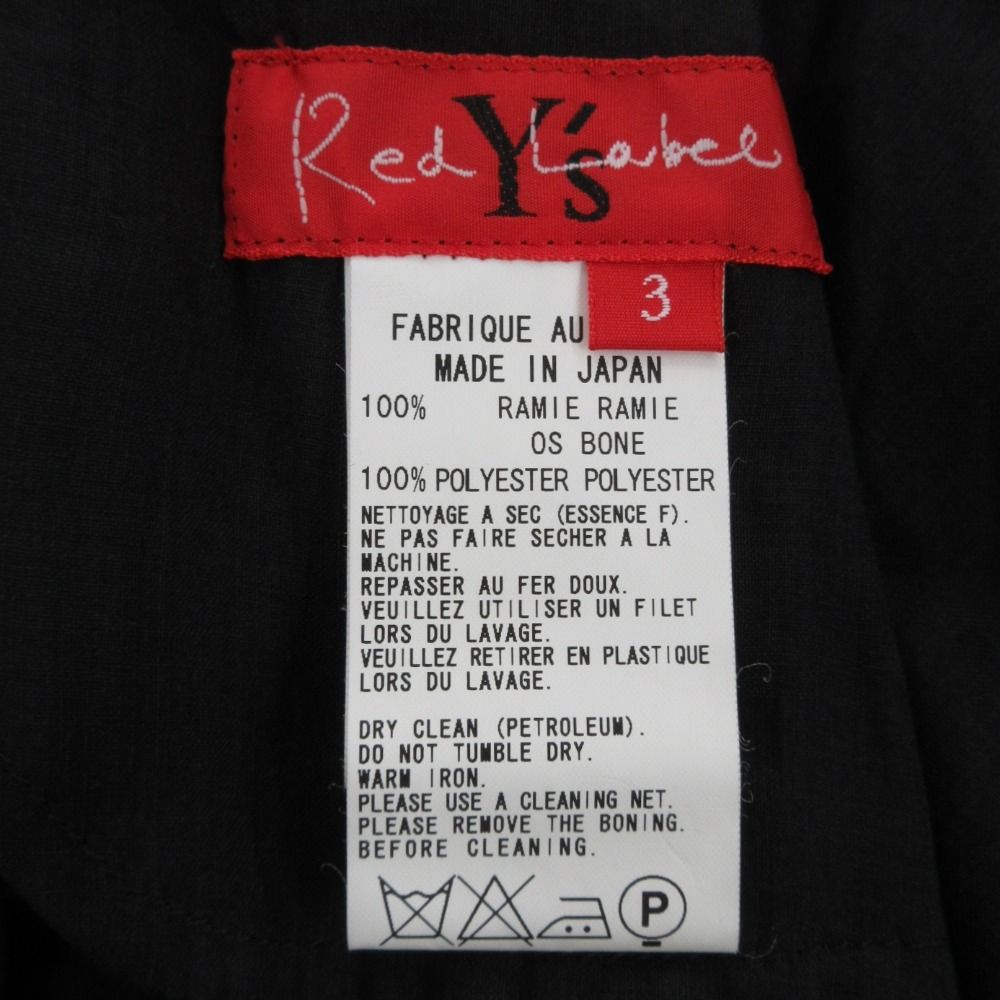 Red Label
Y's
3
FABRIQUE AU
MADE IN JAPAN
100% RAMIE RAMIE
OS BONE
100% POLYESTER POLYESTER
NETTOYAGE A SEC (ESSENCE F).
NE PAS FAIRE SECHER A LA
MACHINE.
REPASSER AU FER DOUX.
VEUILLEZ UTILISER UN FILET
LORS DU LAVAGE.
VEUILLEZ RETIRER EN PLASTIQUE
LORS DU LAVAGE.
DRY CLEAN (PETROLEUM).
DO NOT TUMBLE DRY.
WARM IRON.
PLEASE USE A CLEANING NET.
PLEASE REMOVE THE BONING.
BEFORE CLEANING.
P